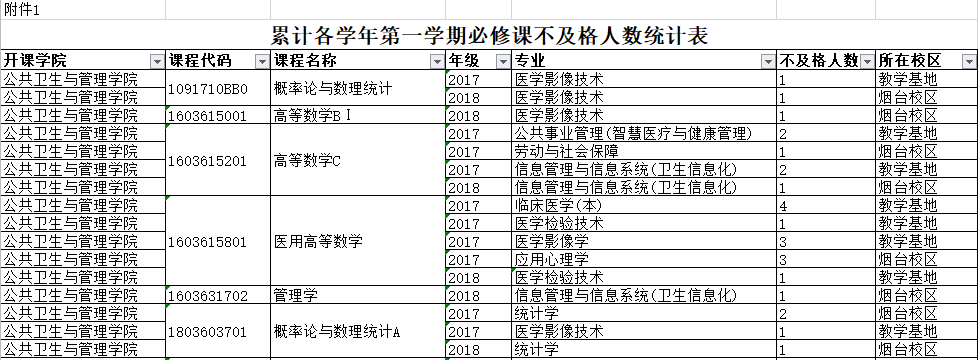 附件1
累计各学年第一学期必修课不及格人数统计表
开课学院 课程代码 课程名称 年级 专业 不及格人数 所在校区
公共卫生与管理学院 1091710BB0 概率论与数理统计 2017 医学影像技术 1 教学基地
公共卫生与管理学院 2018 医学影像技术 1 烟台校区
公共卫生与管理学院 1603615001 高等数学BⅠ 2018 医学影像技术 1 烟台校区
公共卫生与管理学院 1603615201 高等数学C 2017 公共事业管理(智慧医疗与健康管理) 2 教学基地
公共卫生与管理学院 2017 劳动与社会保障 1 烟台校区
公共卫生与管理学院 2017 信息管理与信息系统(卫生信息化) 2 教学基地
公共卫生与管理学院 2018 信息管理与信息系统(卫生信息化) 1 烟台校区
公共卫生与管理学院 1603615801 医用高等数学 2017 临床医学(本) 4 教学基地
公共卫生与管理学院 2017 医学检验技术 1 教学基地
公共卫生与管理学院 2017 医学影像学 3 教学基地
公共卫生与管理学院 2017 应用心理学 3 烟台校区
公共卫生与管理学院 2018 医学检验技术 1 教学基地
公共卫生与管理学院 1603631702 管理学 2018 信息管理与信息系统(卫生信息化) 1 烟台校区
公共卫生与管理学院 1803603701 概率论与数理统计A 2017 统计学 2 烟台校区
公共卫生与管理学院 2017 医学影像技术 1 教学基地
公共卫生与管理学院 2018 统计学 1 烟台校区